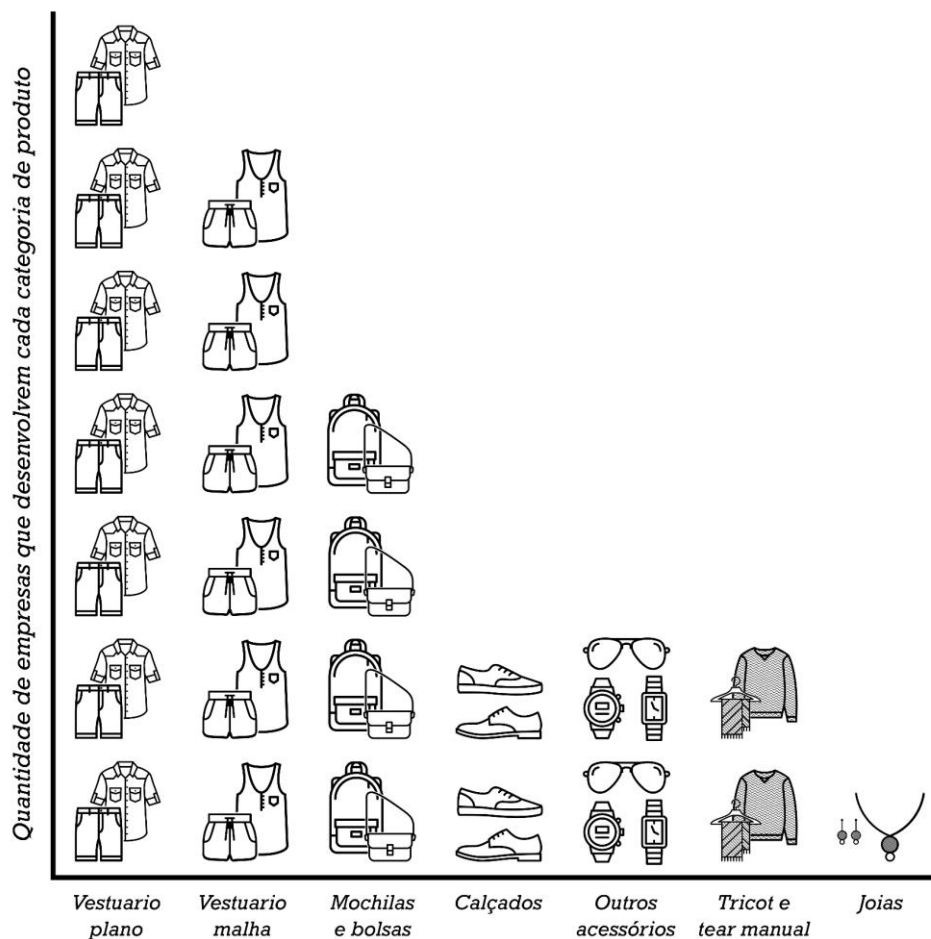 Quantidade de empresas que desenvolvem cada categoria de produto
Vestuario
plano
Vestuario
malha
Mochilas
e bolsas
Calçados
Outros
acessórios
Tricot e
tear manual
Joias